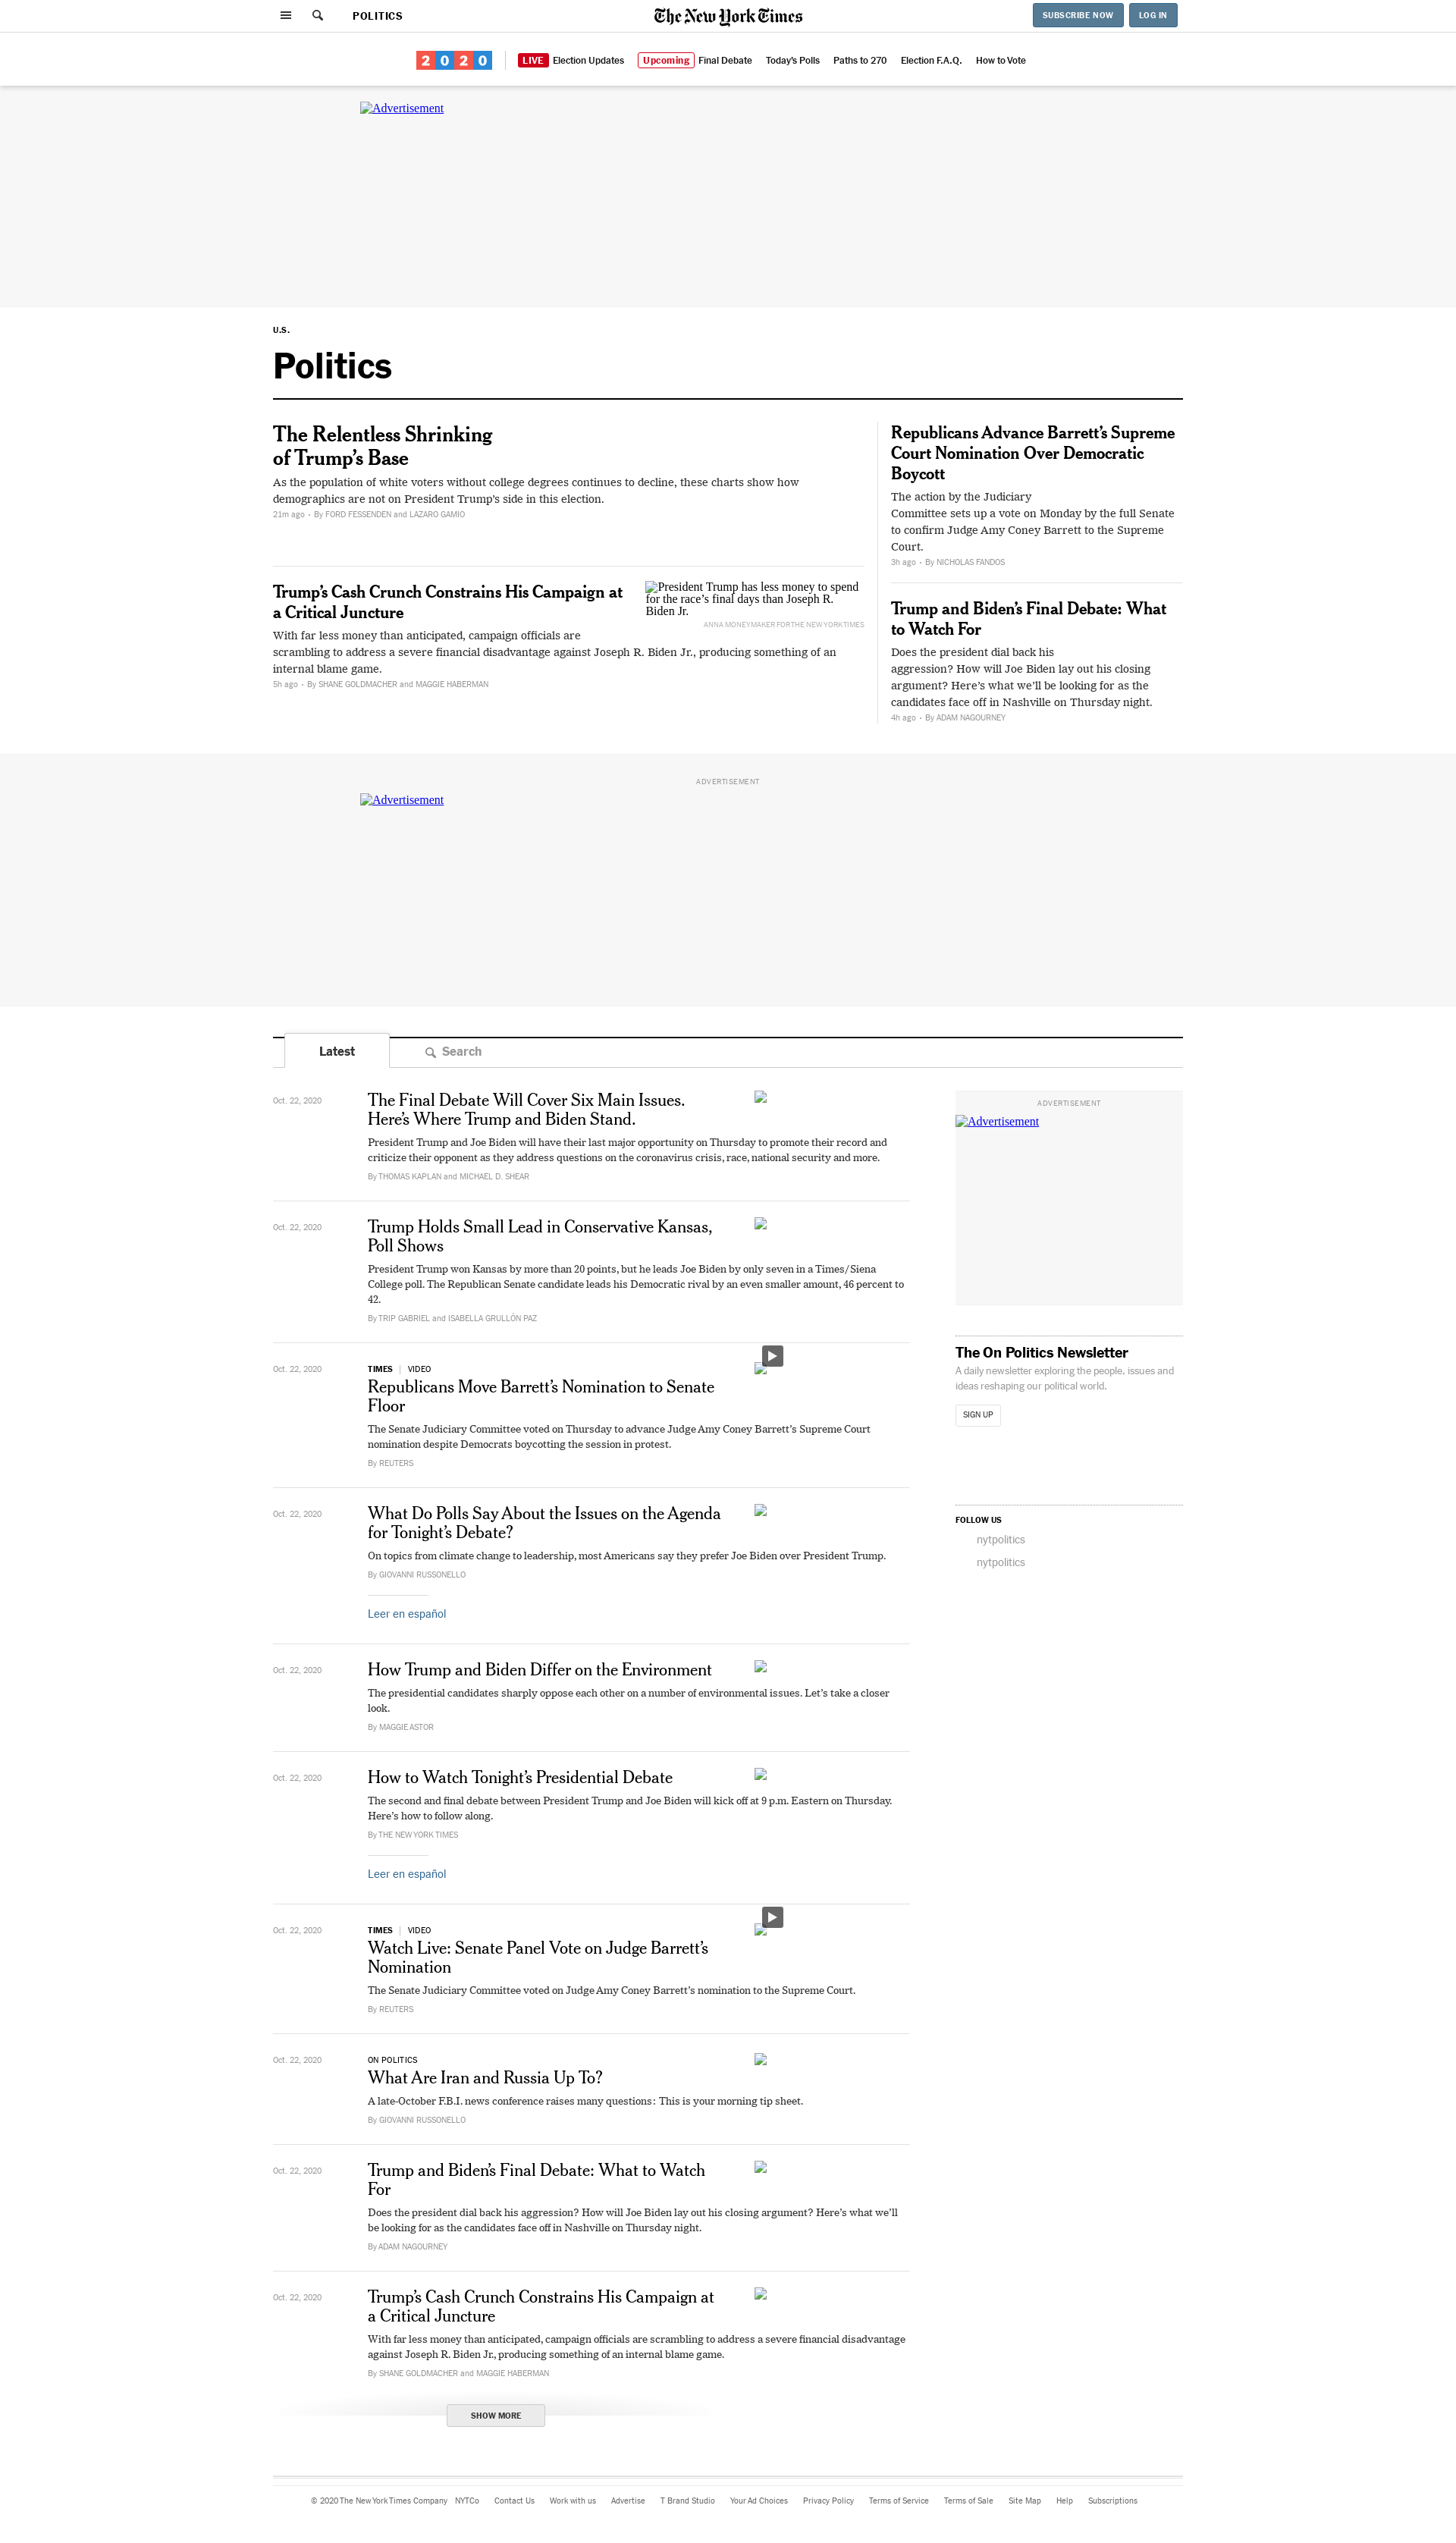 POLITICS
The New York Times
SUBSCRIBE NOW
LOG IN
2020
LIVE Election Updates
Upcoming Final Debate
Today's Polls
Paths to 270
Election F.A.Q.
How to Vote
Advertisement
U.S.
Politics
The Relentless Shrinking
of Trump’s Base
As the population of white voters without college degrees continues to decline, these charts show how
demographics are not on President Trump’s side in this election.
21m ago • By FORD FESSENDEN and LAZARO GAMIO
Trump’s Cash Crunch Constrains His Campaign at
a Critical Juncture
With far less money than anticipated, campaign officials are
scrambling to address a severe financial disadvantage against Joseph R. Biden Jr., producing something of an
internal blame game.
5h ago • By SHANE GOLDMACHER and MAGGIE HABERMAN
President Trump has less money to spend
for the race’s final days than Joseph R.
Biden Jr.
ANNA MONEYMAKER FOR THE NEW YORK TIMES
Republicans Advance Barrett’s Supreme
Court Nomination Over Democratic
Boycott
The action by the Judiciary
Committee sets up a vote on Monday by the full Senate
to confirm Judge Amy Coney Barrett to the Supreme
Court.
3h ago • By NICHOLAS FANDOS
Trump and Biden’s Final Debate: What
to Watch For
Does the president dial back his
aggression? How will Joe Biden lay out his closing
argument? Here’s what we’ll be looking for as the
candidates face off in Nashville on Thursday night.
4h ago • By ADAM NAGOURNEY
ADVERTISEMENT
Advertisement
Latest
Search
Oct. 22, 2020
The Final Debate Will Cover Six Main Issues.
Here’s Where Trump and Biden Stand.
President Trump and Joe Biden will have their last major opportunity on Thursday to promote their record and
criticize their opponent as they address questions on the coronavirus crisis, race, national security and more.
By THOMAS KAPLAN and MICHAEL D. SHEAR
Oct. 22, 2020
Trump Holds Small Lead in Conservative Kansas,
Poll Shows
President Trump won Kansas by more than 20 points, but he leads Joe Biden by only seven in a Times/Siena
College poll. The Republican Senate candidate leads his Democratic rival by an even smaller amount, 46 percent to
42.
By TRIP GABRIEL and ISABELLA GRULLÓN PAZ
Oct. 22, 2020
TIMES | VIDEO
Republicans Move Barrett’s Nomination to Senate
Floor
The Senate Judiciary Committee voted on Thursday to advance Judge Amy Coney Barrett’s Supreme Court
nomination despite Democrats boycotting the session in protest.
By REUTERS
Oct. 22, 2020
What Do Polls Say About the Issues on the Agenda
for Tonight’s Debate?
On topics from climate change to leadership, most Americans say they prefer Joe Biden over President Trump.
By GIOVANNI RUSSONELLO
Leer en español
Oct. 22, 2020
How Trump and Biden Differ on the Environment
The presidential candidates sharply oppose each other on a number of environmental issues. Let’s take a closer
look.
By MAGGIE ASTOR
Oct. 22, 2020
How to Watch Tonight’s Presidential Debate
The second and final debate between President Trump and Joe Biden will kick off at 9 p.m. Eastern on Thursday.
Here’s how to follow along.
By THE NEW YORK TIMES
Leer en español
Oct. 22, 2020
TIMES | VIDEO
Watch Live: Senate Panel Vote on Judge Barrett’s
Nomination
The Senate Judiciary Committee voted on Judge Amy Coney Barrett’s nomination to the Supreme Court.
By REUTERS
Oct. 22, 2020
ON POLITICS
What Are Iran and Russia Up To?
A late-October F.B.I. news conference raises many questions: This is your morning tip sheet.
By GIOVANNI RUSSONELLO
Oct. 22, 2020
Trump and Biden’s Final Debate: What to Watch
For
Does the president dial back his aggression? How will Joe Biden lay out his closing argument? Here’s what we’ll
be looking for as the candidates face off in Nashville on Thursday night.
By ADAM NAGOURNEY
Oct. 22, 2020
Trump’s Cash Crunch Constrains His Campaign at
a Critical Juncture
With far less money than anticipated, campaign officials are scrambling to address a severe financial disadvantage
against Joseph R. Biden Jr., producing something of an internal blame game.
By SHANE GOLDMACHER and MAGGIE HABERMAN
SHOW MORE
ADVERTISEMENT
Advertisement
The On Politics Newsletter
A daily newsletter exploring the people, issues and
ideas reshaping our political world.
SIGN UP
FOLLOW US
nytpolitics
nytpolitics
© 2020 The New York Times Company
NYTCo
Contact Us
Work with us
Advertise
T Brand Studio
Your Ad Choices
Privacy Policy
Terms of Service
Terms of Sale
Site Map
Help
Subscriptions